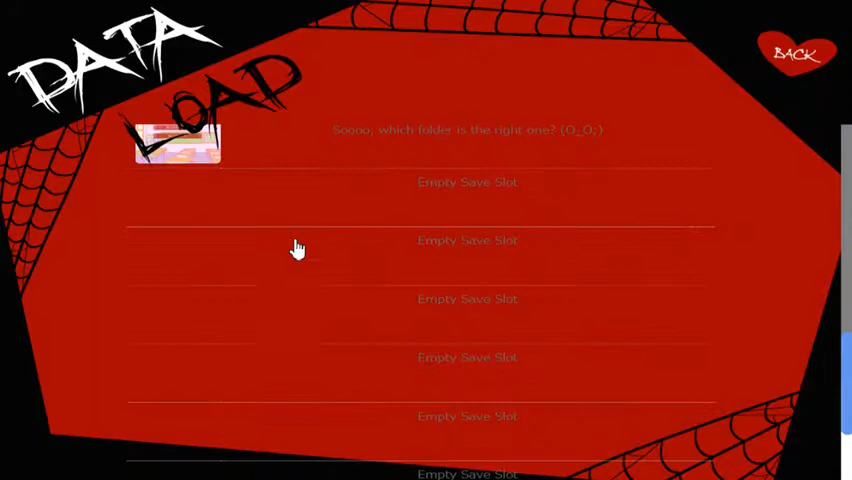 DATA
LOAD
BACK
Soooo, which folder is the right one? (O_O;)
Empty Save Slot
Empty Save Slot
Empty Save Slot
Empty Save Slot
Empty Save Slot
Empty Save Slot